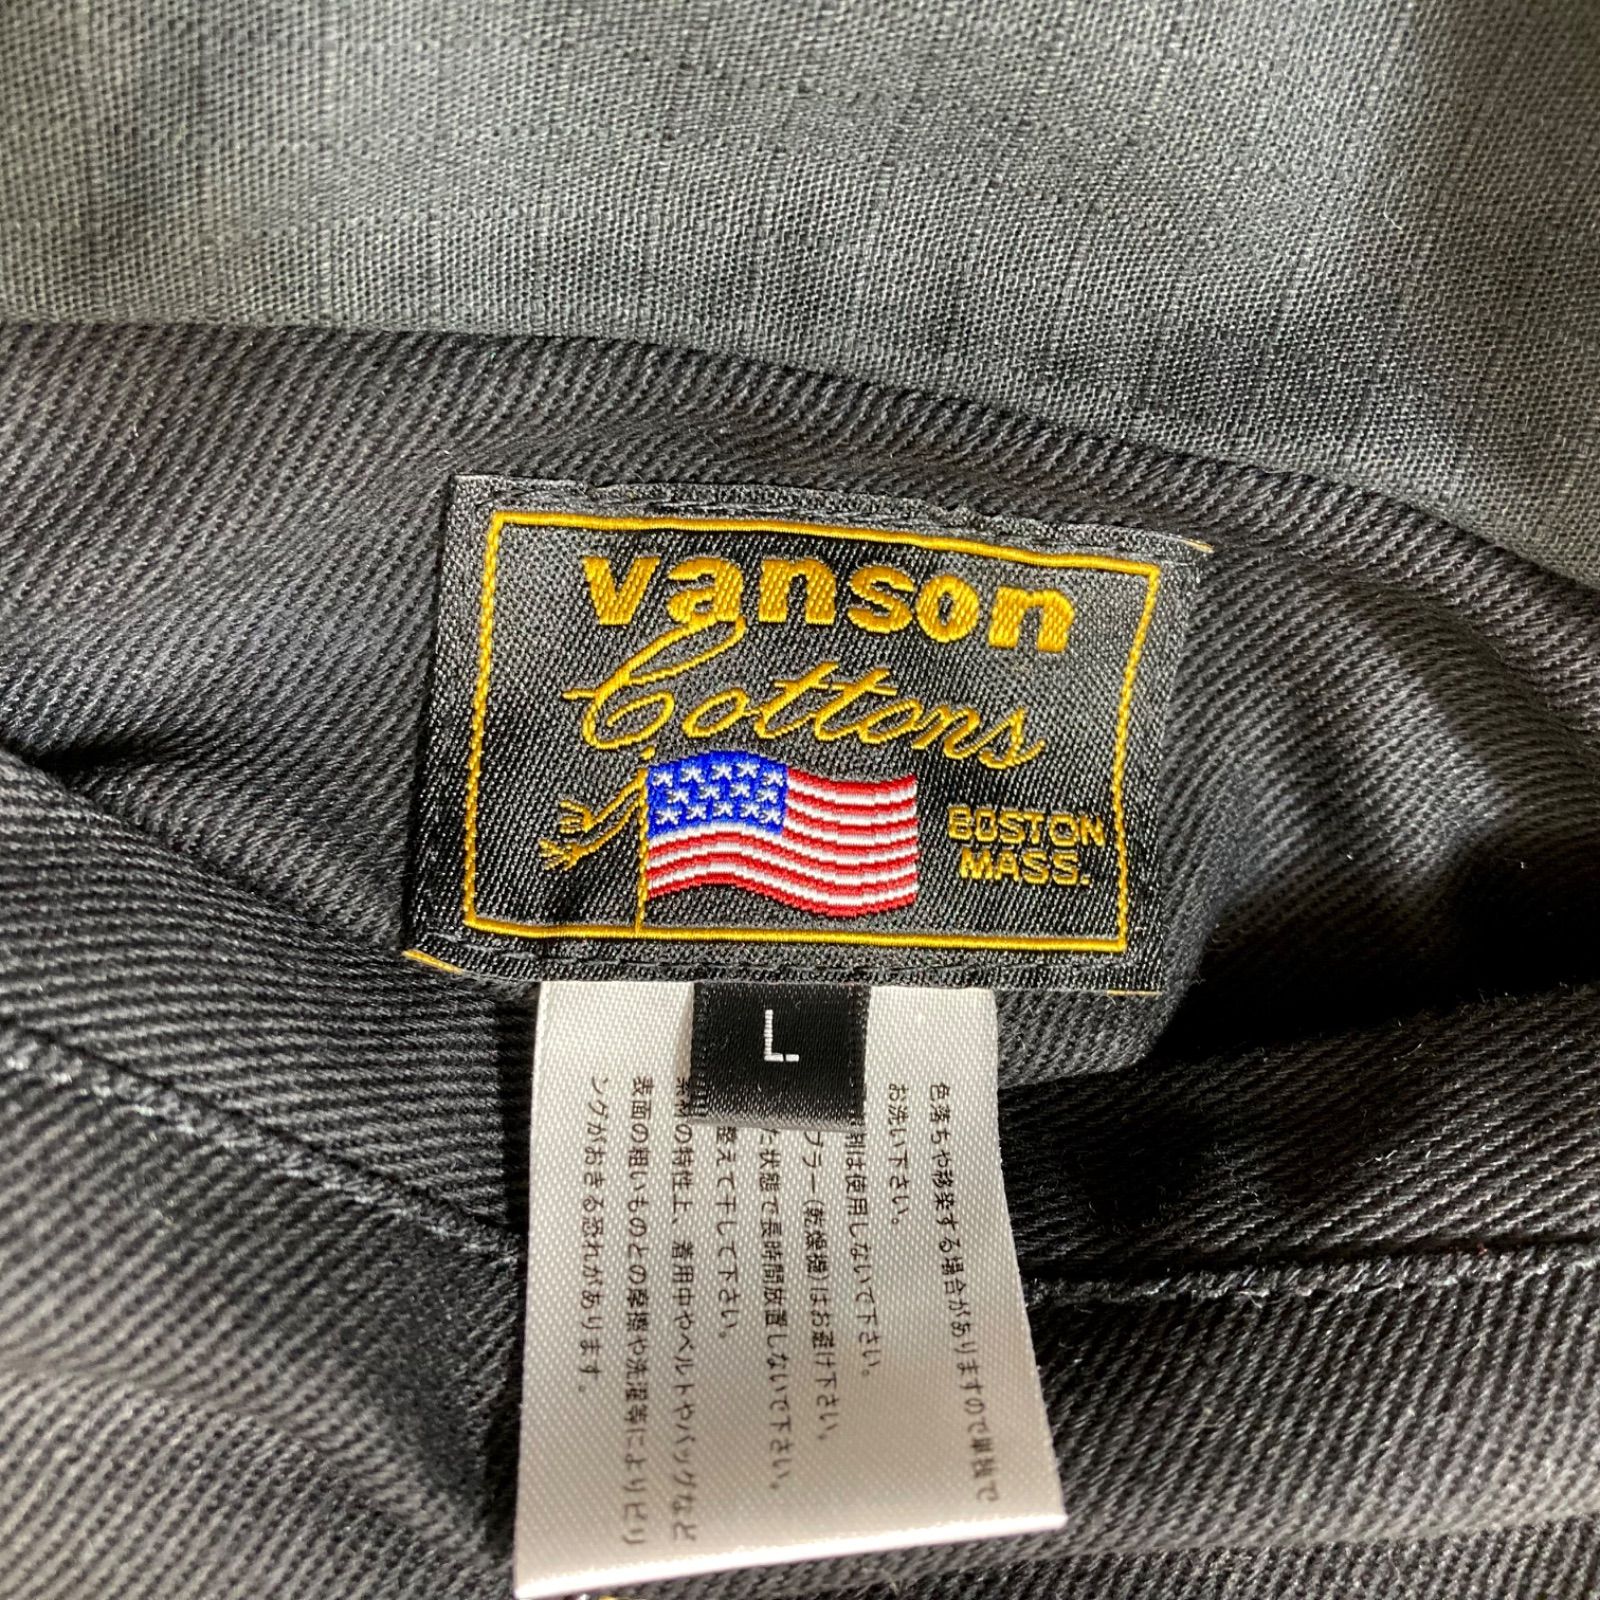 vanson
Cottons
BOSTON
MASS.
L
色落ちや移染する場合がありますので単独で
お洗い下さい。
剤は使用しないで下さい。
ブラー(乾燥機)はお避け下さい。
た状態で長時間放置しないで下さい。
整えて干して下さい。
素材の特性上、着用中やベルトやバッグなど
表面の粗いものとの摩擦や洗濯等によりピリ
ングがおきる恐れがあります。